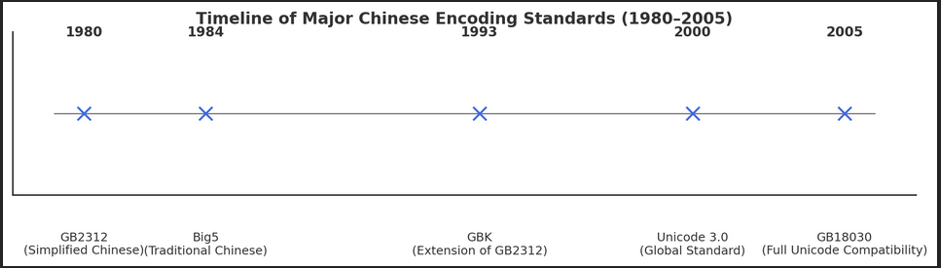 Timeline of Major Chinese Encoding Standards (1980–2005)
1980 1984 1993 2000 2005
GB2312 Big5 GBK Unicode 3.0 GB18030
(Simplified Chinese)(Traditional Chinese) (Extension of GB2312) (Global Standard) (Full Unicode Compatibility)